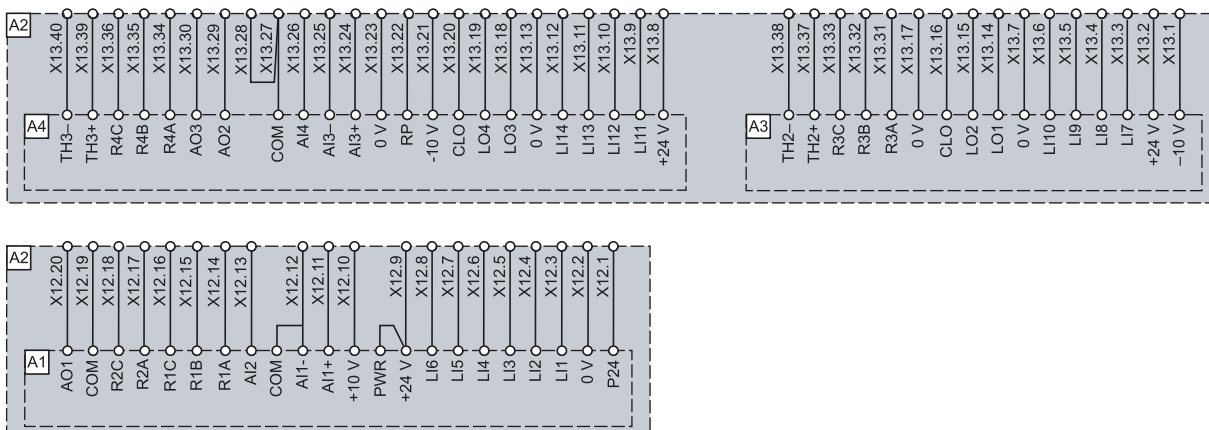 A2
X13.40
X13.39
X13.36
X13.35
X13.34
X13.30
X13.29
X13.28
X13.27
X13.26
X13.25
X13.24
X13.23
X13.22
X13.21
X13.20
X13.19
X13.18
X13.13
X13.12
X13.11
X13.10
X13.9
X13.8
X13.38
X13.37
X13.33
X13.32
X13.31
X13.17
X13.16
X13.15
X13.14
X13.7
X13.6
X13.5
X13.4
X13.3
X13.2
X13.1
A4
TH3–
TH3+
R4C
R4B
R4A
AO3
AO2
COM
AI4
AI3–
AI3+
0 V
RP
-10 V
CLO
LO4
LO3
0 V
LI14
LI13
LI12
LI11
+24 V
A3
TH2–
TH2+
R3C
R3B
R3A
0 V
CLO
LO2
LO1
0 V
LI10
LI9
LI8
LI7
+24 V
–10 V
A2
X12.20
X12.19
X12.18
X12.17
X12.16
X12.15
X12.14
X12.13
X12.12
X12.11
X12.10
X12.9
X12.8
X12.7
X12.6
X12.5
X12.4
X12.3
X12.2
X12.1
A1
AO1
COM
R2C
R2A
R1C
R1B
R1A
AI2
COM
AI1-
AI1+
+10 V
PWR
+24 V
LI6
LI5
LI4
LI3
LI2
LI1
0 V
P24